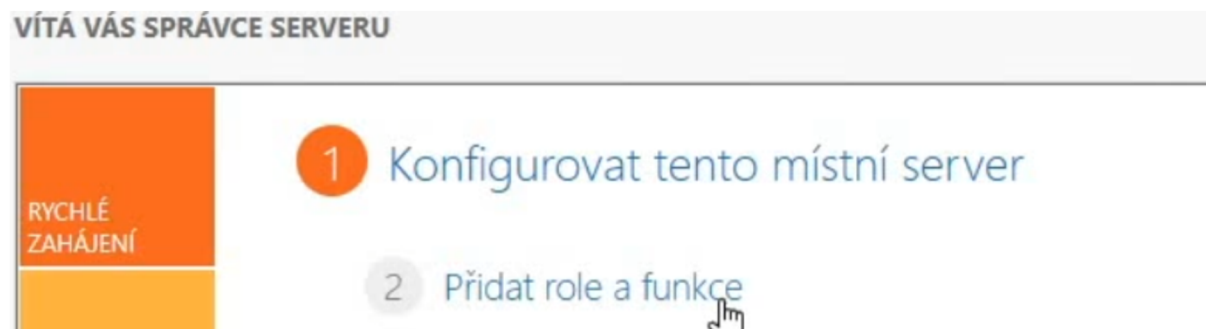 VÍTÁ VÁS SPRÁVCE SERVERU
1 Konfigurovat tento místní server
RYCHLÉ
ZAHÁJENÍ
2 Přidat role a funkce